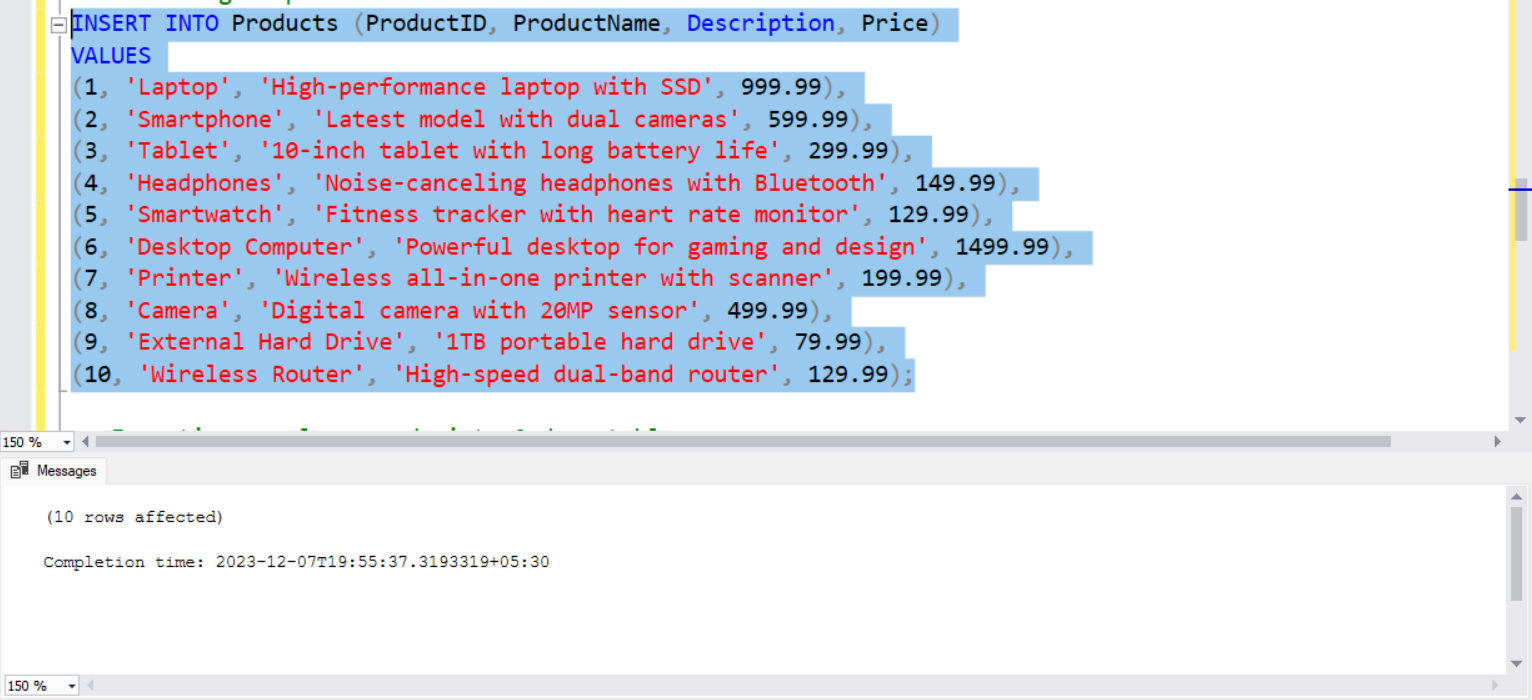 INSERT INTO Products (ProductID, ProductName, Description, Price)
VALUES
(1, 'Laptop', 'High-performance laptop with SSD', 999.99),
(2, 'Smartphone', 'Latest model with dual cameras', 599.99),
(3, 'Tablet', '10-inch tablet with long battery life', 299.99),
(4, 'Headphones', 'Noise-canceling headphones with Bluetooth', 149.99),
(5, 'Smartwatch', 'Fitness tracker with heart rate monitor', 129.99),
(6, 'Desktop Computer', 'Powerful desktop for gaming and design', 1499.99),
(7, 'Printer', 'Wireless all-in-one printer with scanner', 199.99),
(8, 'Camera', 'Digital camera with 20MP sensor', 499.99),
(9, 'External Hard Drive', '1TB portable hard drive', 79.99),
(10, 'Wireless Router', 'High-speed dual-band router', 129.99);
150 %
Messages
(10 rows affected)
Completion time: 2023-12-07T19:55:37.3193319+05:30
150 %